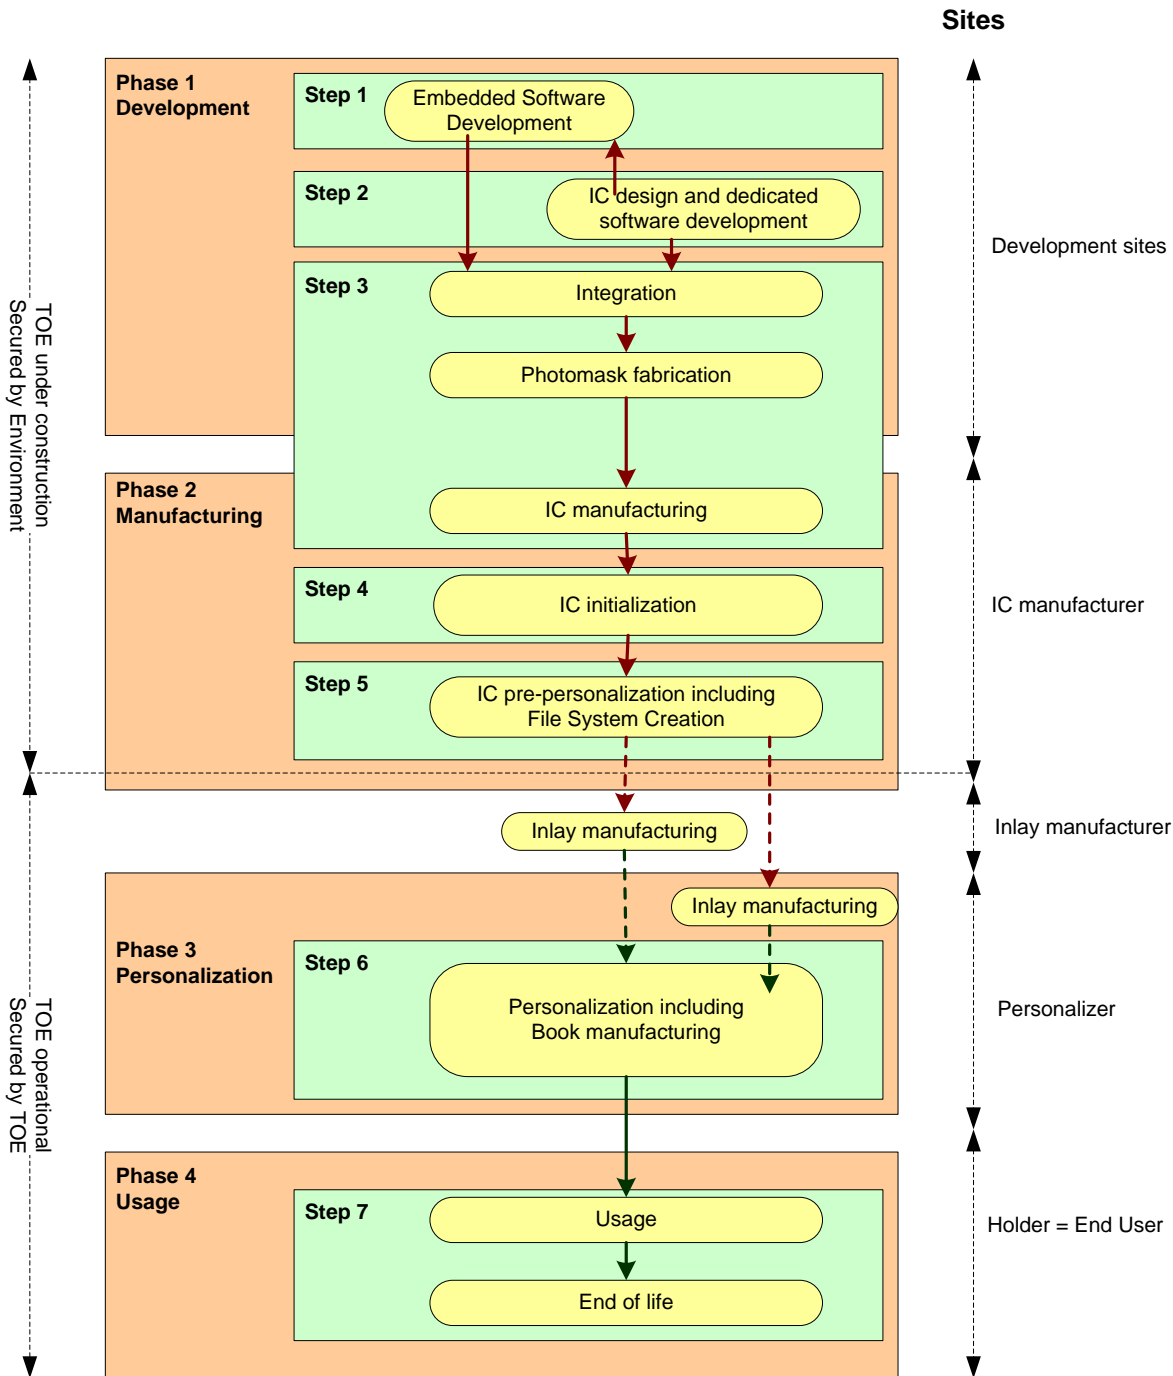 Sites
Phase 1
Development
Step 1
Embedded Software
Development
Step 2
IC design and dedicated
software development
Development sites
Step 3
Integration
TOE under construction
Secured by Environment
Photomask fabrication
Phase 2
Manufacturing
IC manufacturing
Step 4
IC initialization
IC manufacturer
Step 5
IC pre-personalization including
File System Creation
Inlay manufacturing
Inlay manufacturer
Inlay manufacturing
Phase 3
Personalization
Step 6
Personalization including
Book manufacturing
Personalizer
TOE operational
Secured by TOE
Phase 4
Usage
Step 7
Usage
Holder = End User
End of life